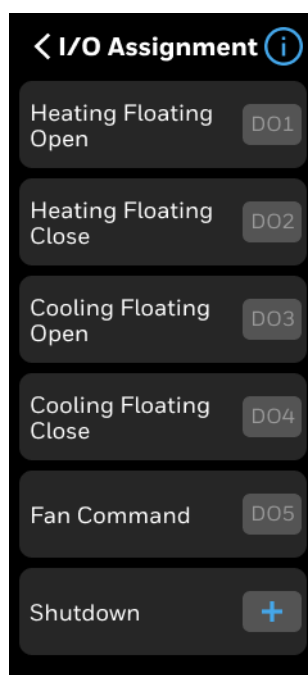 I/O Assignment i
Heating Floating
Open
DO1
Heating Floating
Close
DO2
Cooling Floating
Open
DO3
Cooling Floating
Close
DO4
Fan Command
DO5
Shutdown
+